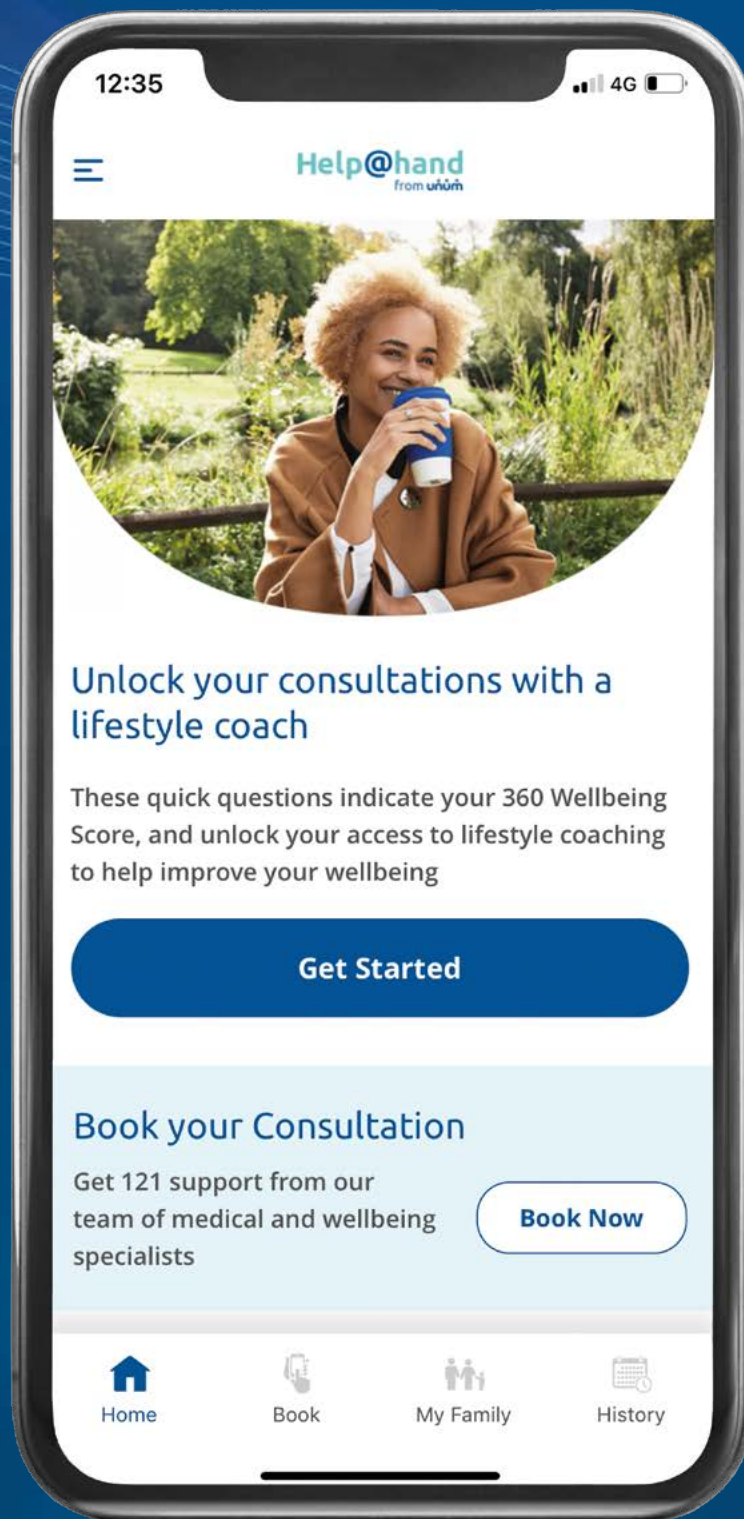 12:35
4G
Help@hand
from unum
Unlock your consultations with a
lifestyle coach
These quick questions indicate your 360 Wellbeing
Score, and unlock your access to lifestyle coaching
to help improve your wellbeing
Get Started
Book your Consultation
Get 121 support from our
team of medical and wellbeing
specialists
Book Now
Home
Book
My Family
History